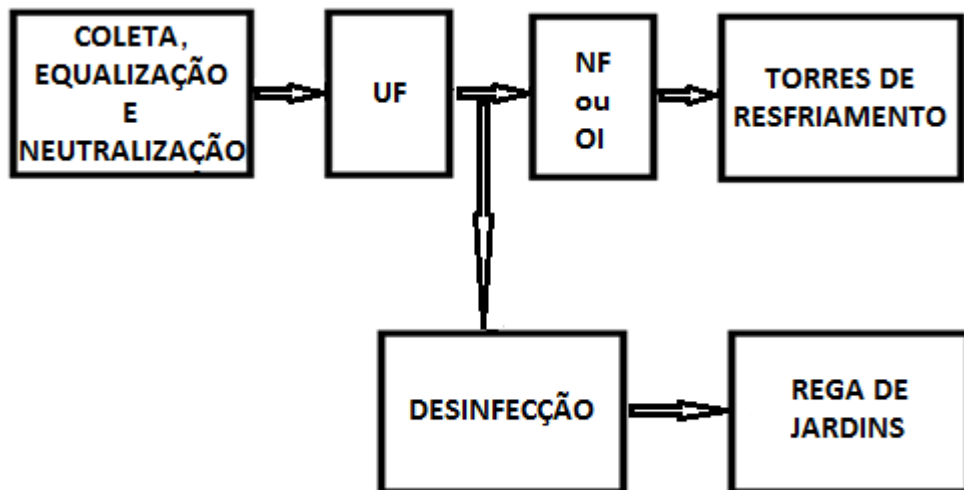 COLETA,
EQUALIZAÇÃO
E
NEUTRALIZAÇÃO
UF
NF
ou
OI
TORRES DE
RESFRIAMENTO
DESINFECÇÃO
REGA DE
JARDINS